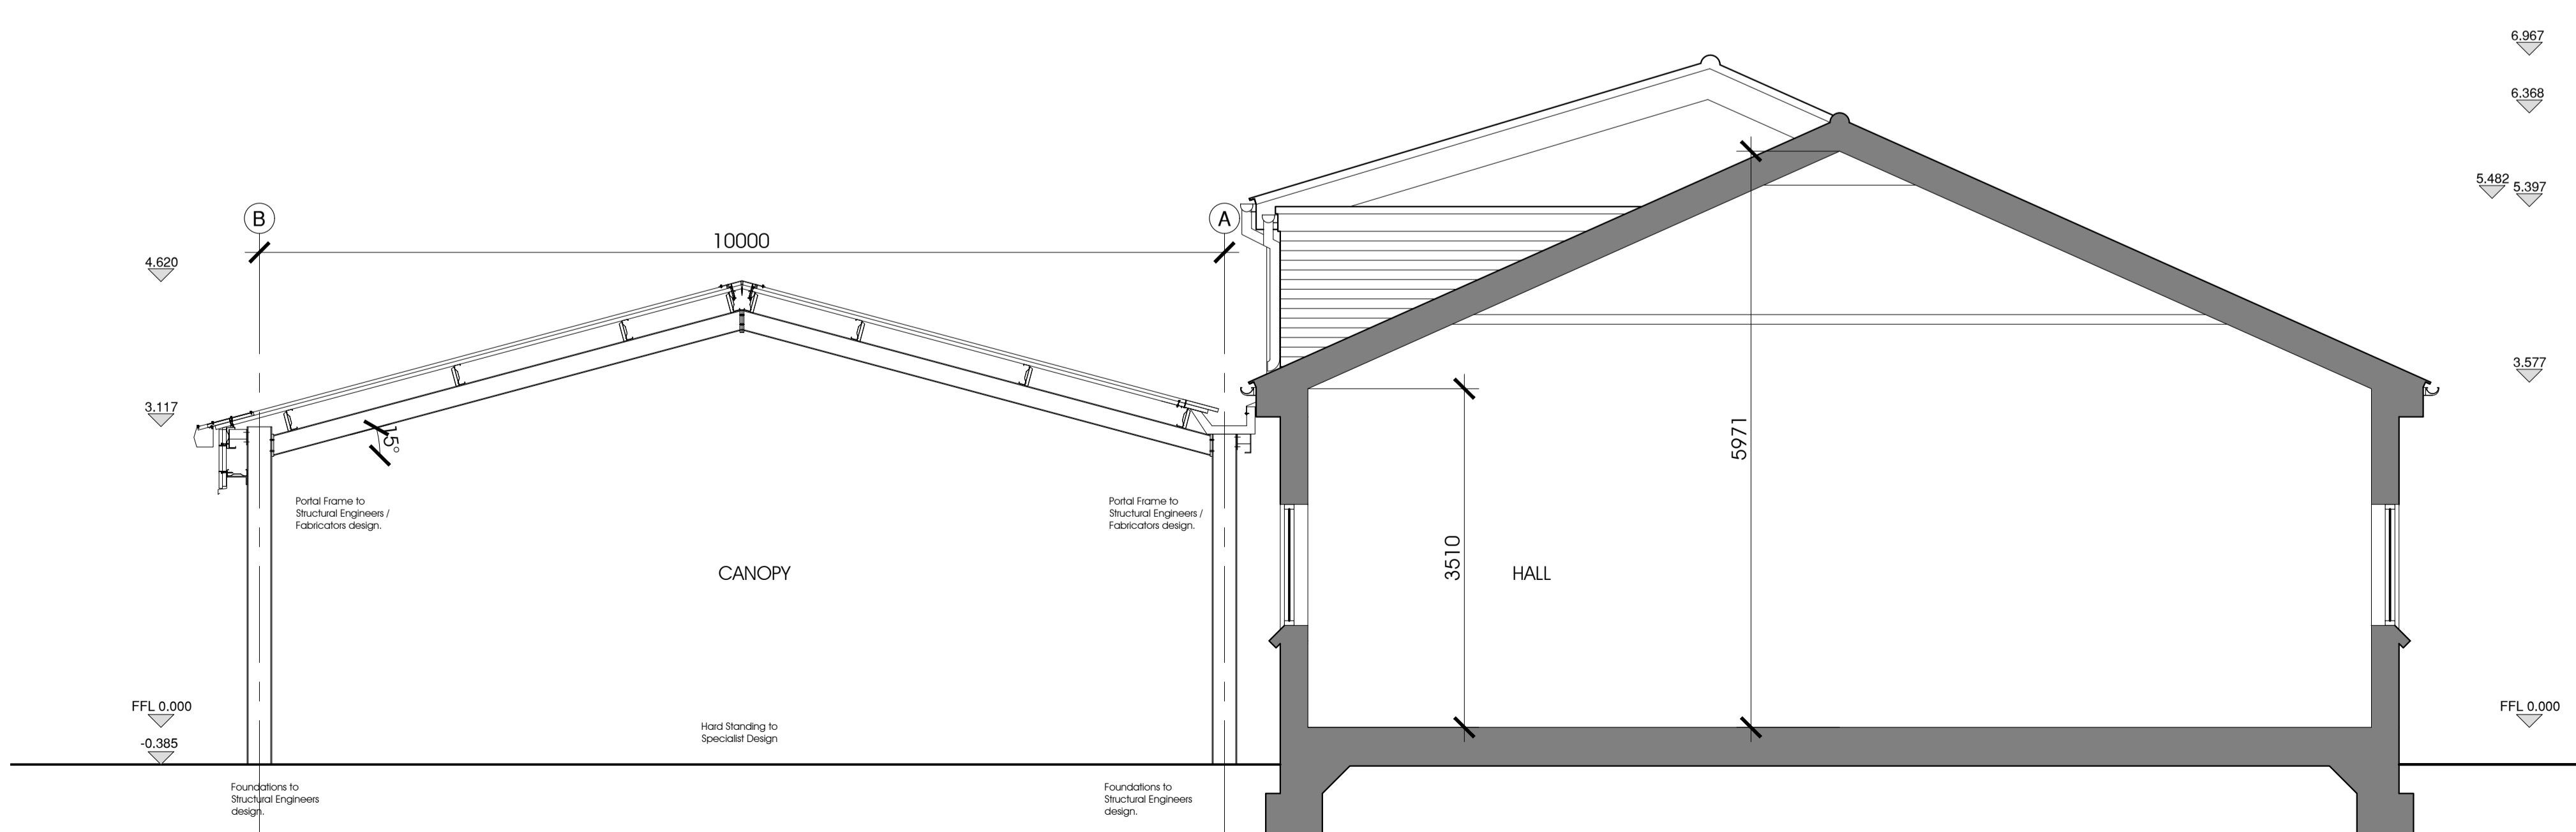 6.967
6.368
5.482
5.397
B
A
10000
4.620
3.577
3.117
15°
5971
3510
Portal Frame to
Structural Engineers /
Fabricators design.
Portal Frame to
Structural Engineers /
Fabricators design.
CANOPY
HALL
FFL 0.000
FFL 0.000
Hard Standing to
Specialist Design
-0.385
Foundations to
Structural Engineers
design.
Foundations to
Structural Engineers
design.